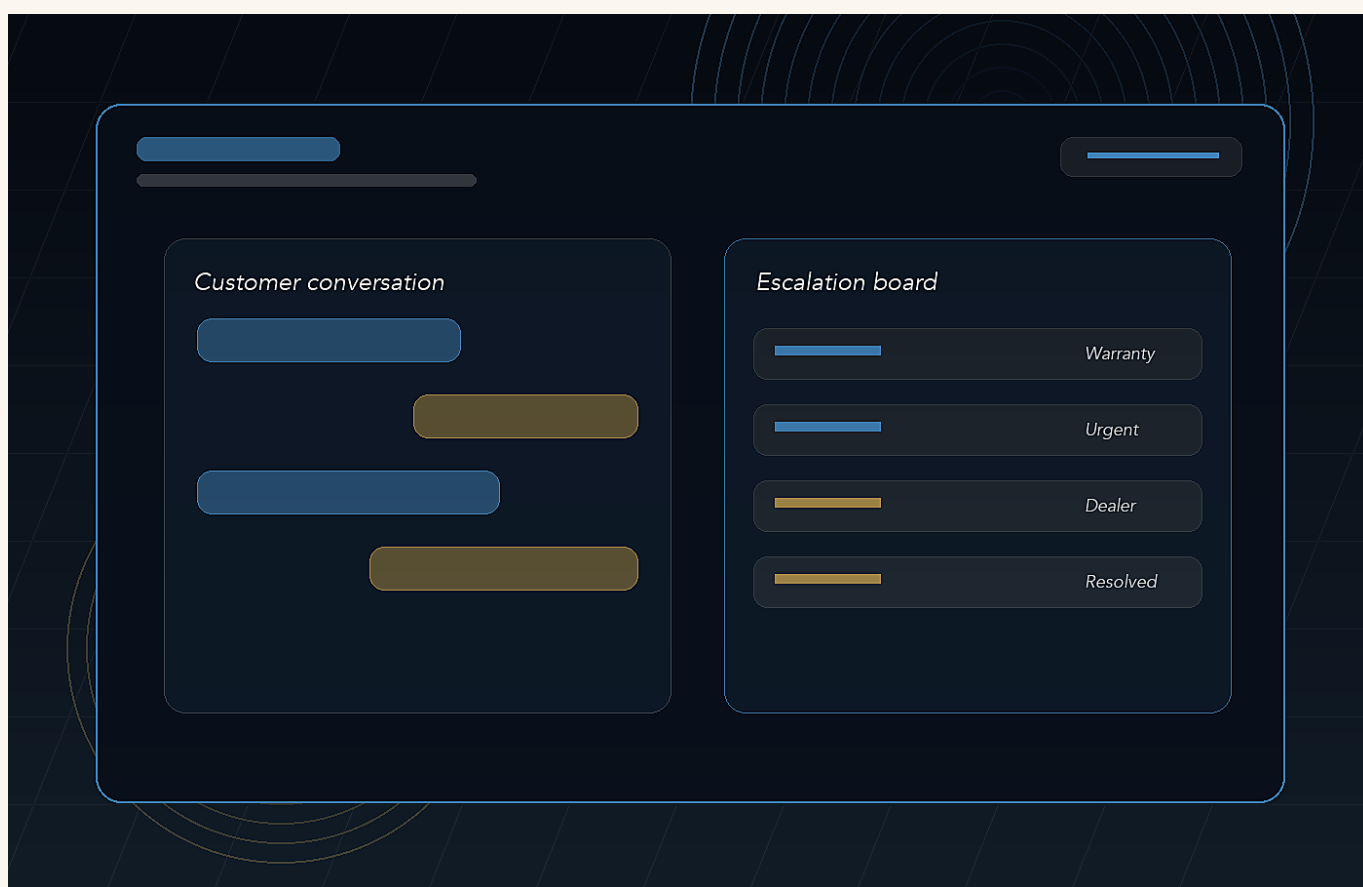 Customer conversation
Escalation board
Warranty
Urgent
Dealer
Resolved